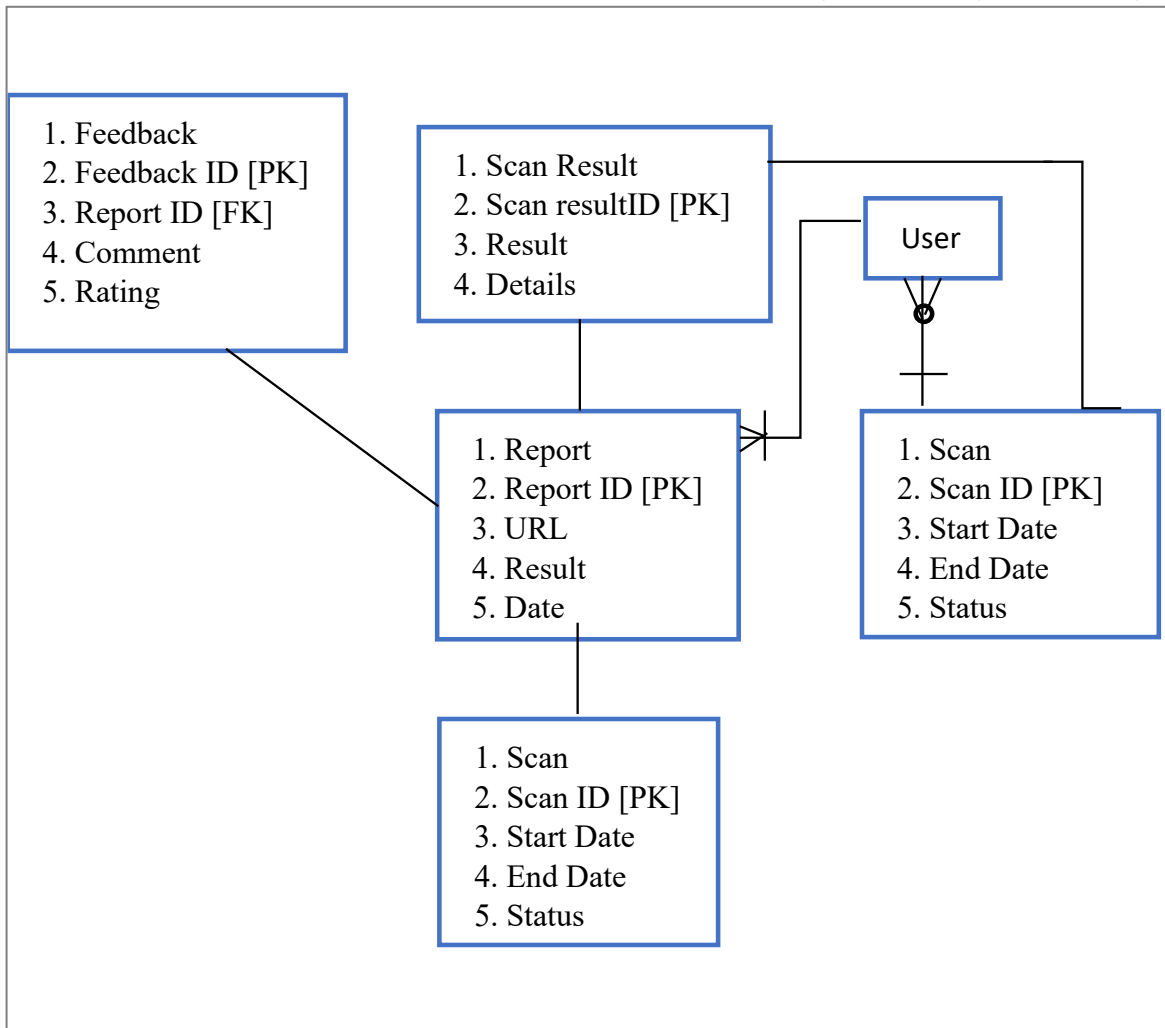 1. Feedback
2. Feedback ID [PK]
3. Report ID [FK]
4. Comment
5. Rating
1. Scan Result
2. Scan resultID [PK]
3. Result
4. Details
User
1. Report
2. Report ID [PK]
3. URL
4. Result
5. Date
1. Scan
2. Scan ID [PK]
3. Start Date
4. End Date
5. Status
1. Scan
2. Scan ID [PK]
3. Start Date
4. End Date
5. Status